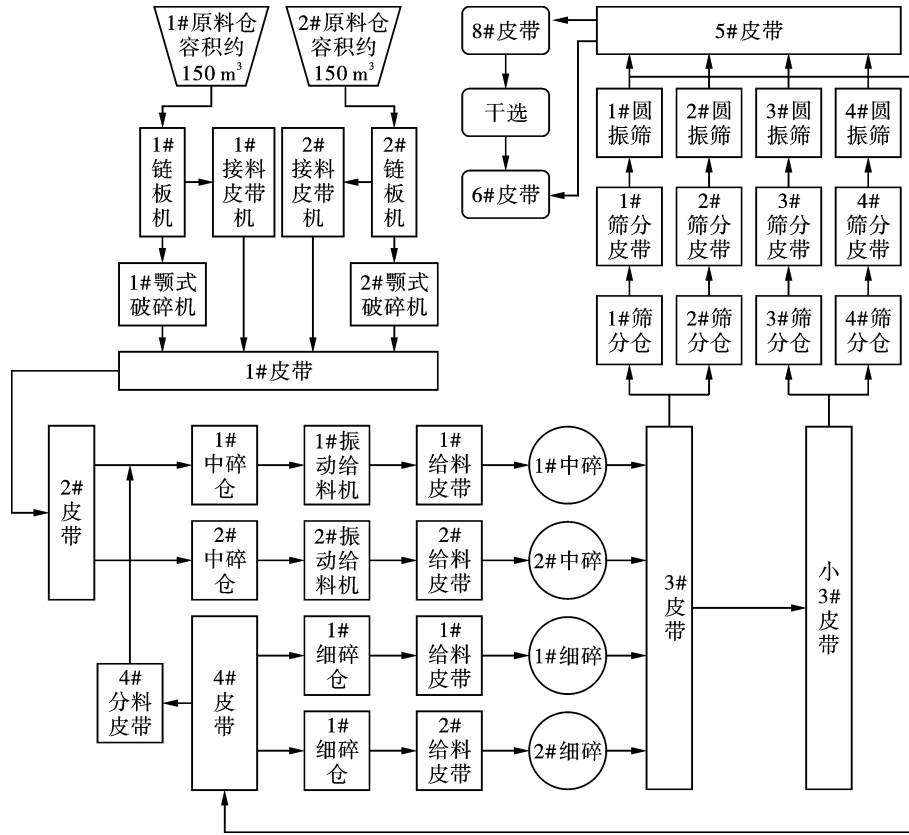 1#原料仓
容积约
150 m³
2#原料仓
容积约
150 m³
8#皮带
5#皮带
干选
6#皮带
1#
链
板
机
1#
接料
皮带
机
2#
接料
皮带
机
2#
链
板
机
1#圆
振筛
2#圆
振筛
3#圆
振筛
4#圆
振筛
1#
筛分
皮带
2#
筛分
皮带
3#
筛分
皮带
4#
筛分
皮带
1#颚式
破碎机
2#颚式
破碎机
1#筛
分仓
2#筛
分仓
3#筛
分仓
4#筛
分仓
1#皮带
2#
皮
带
1#
中碎
仓
1#振
动给
料机
1#
给料
皮带
1#中碎
2#
中碎
仓
2#振
动给
料机
2#
给料
皮带
2#中碎
3#
皮
带
小
3#
皮
带
4#
分料
皮带
4#
皮
带
1#
细碎
仓
1#
给料
皮带
1#细碎
1#
细碎
仓
2#
给料
皮带
2#细碎